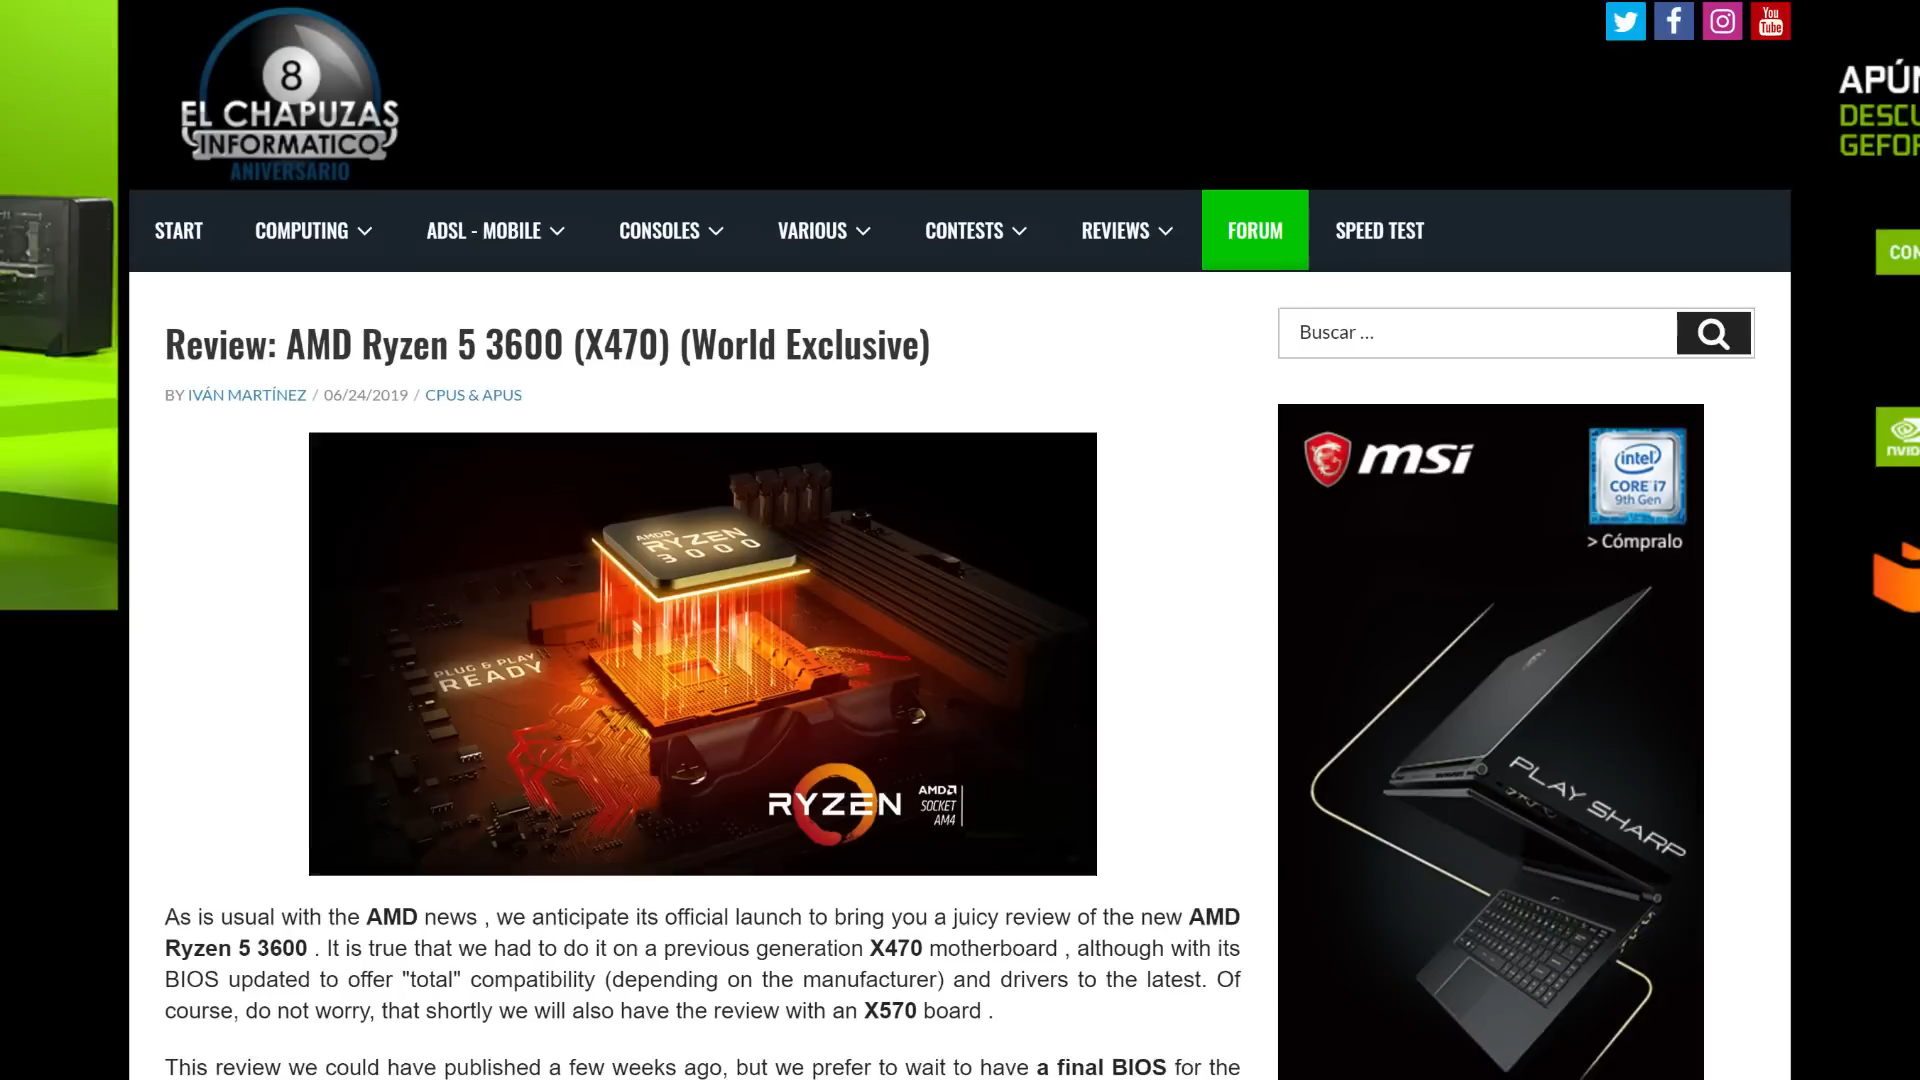 8
EL CHAPUZAS
INFORMATICO
ANIVERSARIO
You
Tube
APÚN
DESCU
GEFOR
START COMPUTING ADSL - MOBILE CONSOLES VARIOUS CONTESTS REVIEWS FORUM SPEED TEST
CON
Review: AMD Ryzen 5 3600 (X470) (World Exclusive)
BY IVÁN MARTÍNEZ / 06/24/2019 / CPUS & APUS
Buscar ...
AMD
RYZEN
3000
PLUG & PLAY
READY
RYZEN
AMD
SOCKET
AM4
msi
intel
CORE i7
9th Gen
> Cómpralo
PLAY SHARP
NVIDI
As is usual with the AMD news , we anticipate its official launch to bring you a juicy review of the new AMD
Ryzen 5 3600 . It is true that we had to do it on a previous generation X470 motherboard , although with its
BIOS updated to offer "total" compatibility (depending on the manufacturer) and drivers to the latest. Of
course, do not worry, that shortly we will also have the review with an X570 board .
This review we could have published a few weeks ago, but we prefer to wait to have a final BIOS for the